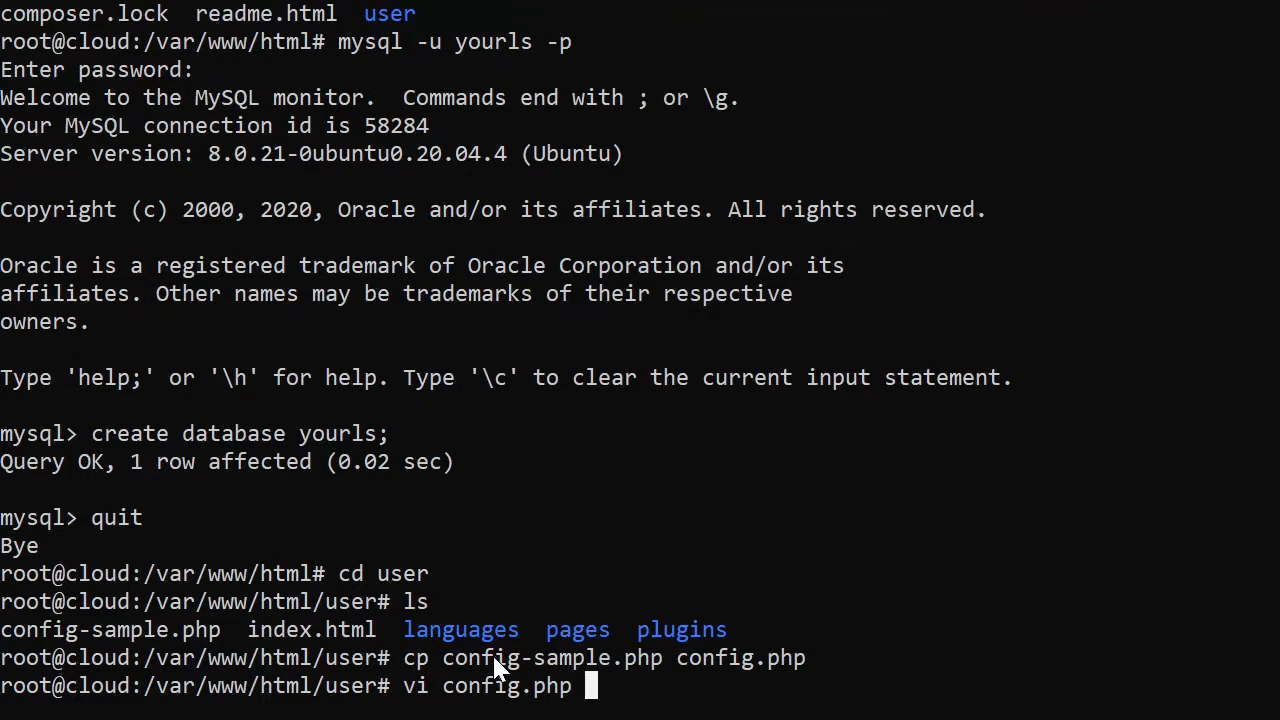 composer.lock  readme.html  user
root@cloud:/var/www/html# mysql -u yourls -p
Enter password:
Welcome to the MySQL monitor.  Commands end with ; or \g.
Your MySQL connection id is 58284
Server version: 8.0.21-0ubuntu0.20.04.4 (Ubuntu)
Copyright (c) 2000, 2020, Oracle and/or its affiliates. All rights reserved.
Oracle is a registered trademark of Oracle Corporation and/or its
affiliates. Other names may be trademarks of their respective
owners.
Type 'help;' or '\h' for help. Type '\c' to clear the current input statement.
mysql> create database yourls;
Query OK, 1 row affected (0.02 sec)
mysql> quit
Bye
root@cloud:/var/www/html# cd user
root@cloud:/var/www/html/user# ls
config-sample.php  index.html  languages  pages  plugins
root@cloud:/var/www/html/user# cp config-sample.php config.php
root@cloud:/var/www/html/user# vi config.php